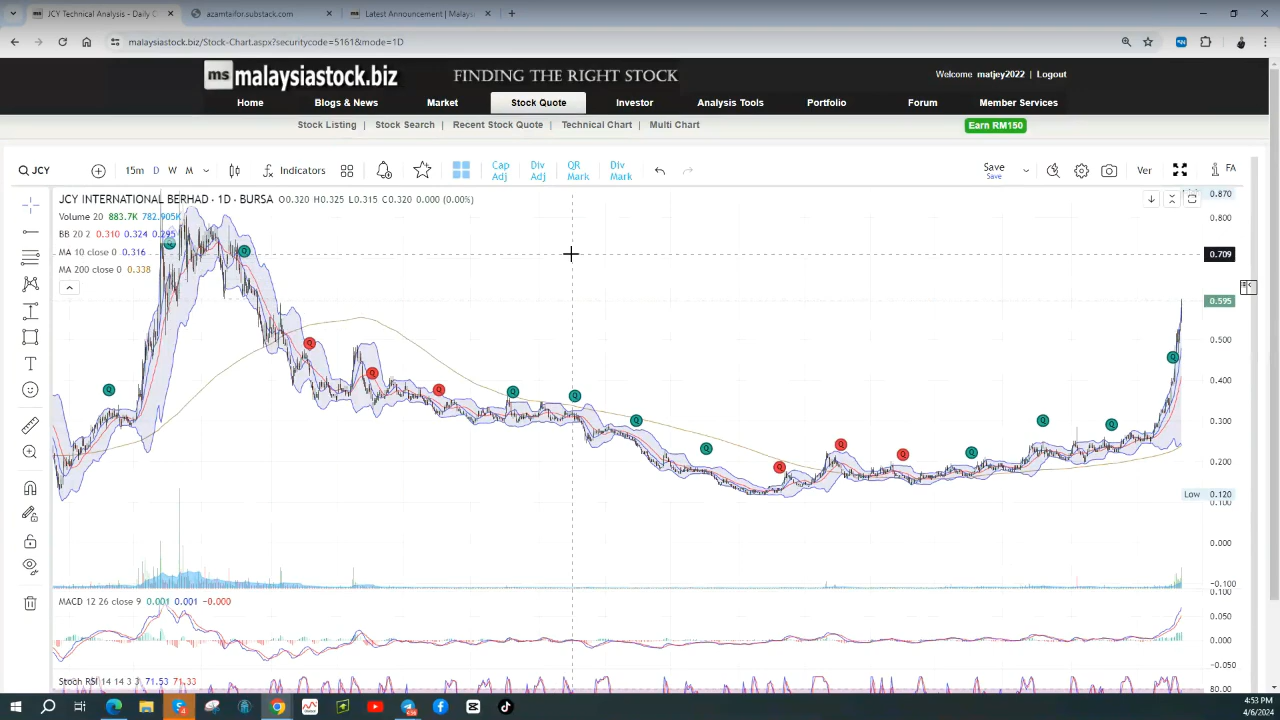 JCY Technical Analysis - Daily C
azamtaifor.substack.com
Latest Announcement | Malays
malaysiastock.biz/Stock-Chart.aspx?securitycode=5161&mode=1D
ms malaysiastock.biz
FINDING THE RIGHT STOCK
Welcome matjey2022 | Logout
Home Blogs & News Market Stock Quote Investor Analysis Tools Portfolio Forum Member Services
Stock Listing | Stock Search | Recent Stock Quote | Technical Chart | Multi Chart
Earn RM150
JCY 15m D W M Indicators Cap Adj Div Adj QR Mark Div Mark Save Save Ver FA
JCY INTERNATIONAL BERHAD · 1D · BURSA O0.320 H0.325 L0.315 C0.320 0.000 (0.00%)
Volume 20 883.7K 782.905K
BB 20 2 0.310 0.324 0.295
MA 10 close 0 0.316
MA 200 close 0 0.338
0.870
0.800
0.709
0.595
0.500
0.400
0.300
0.200
Low 0.120
0.100
0.000
−0.100
0.100
MACD 12 26 close 9 0.001 0.001 −0.000
0.050
0.000
−0.050
Stoch RSI 14 14 3 3 71.53 71.33
80.00
Q Q Q Q Q Q Q Q Q Q Q Q Q Q Q Q Q Q
4:53 PM
4/6/2024